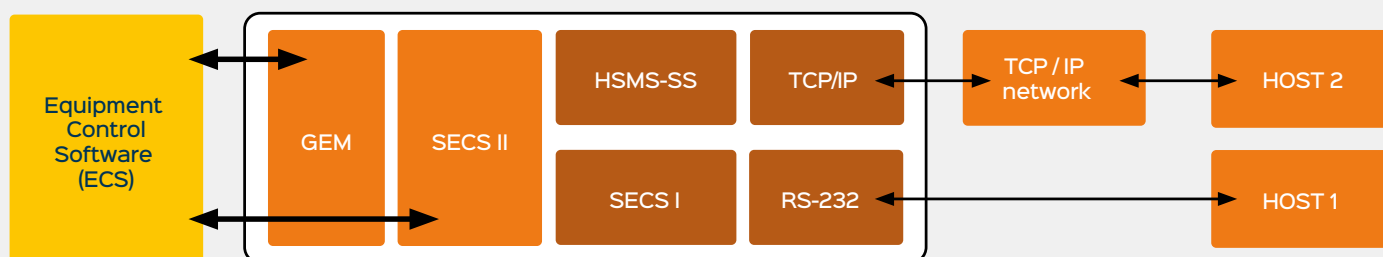 Equipment
Control
Software
(ECS)
GEM
SECS II
HSMS-SS
TCP/IP
TCP / IP
network
HOST 2
SECS I
RS-232
HOST 1